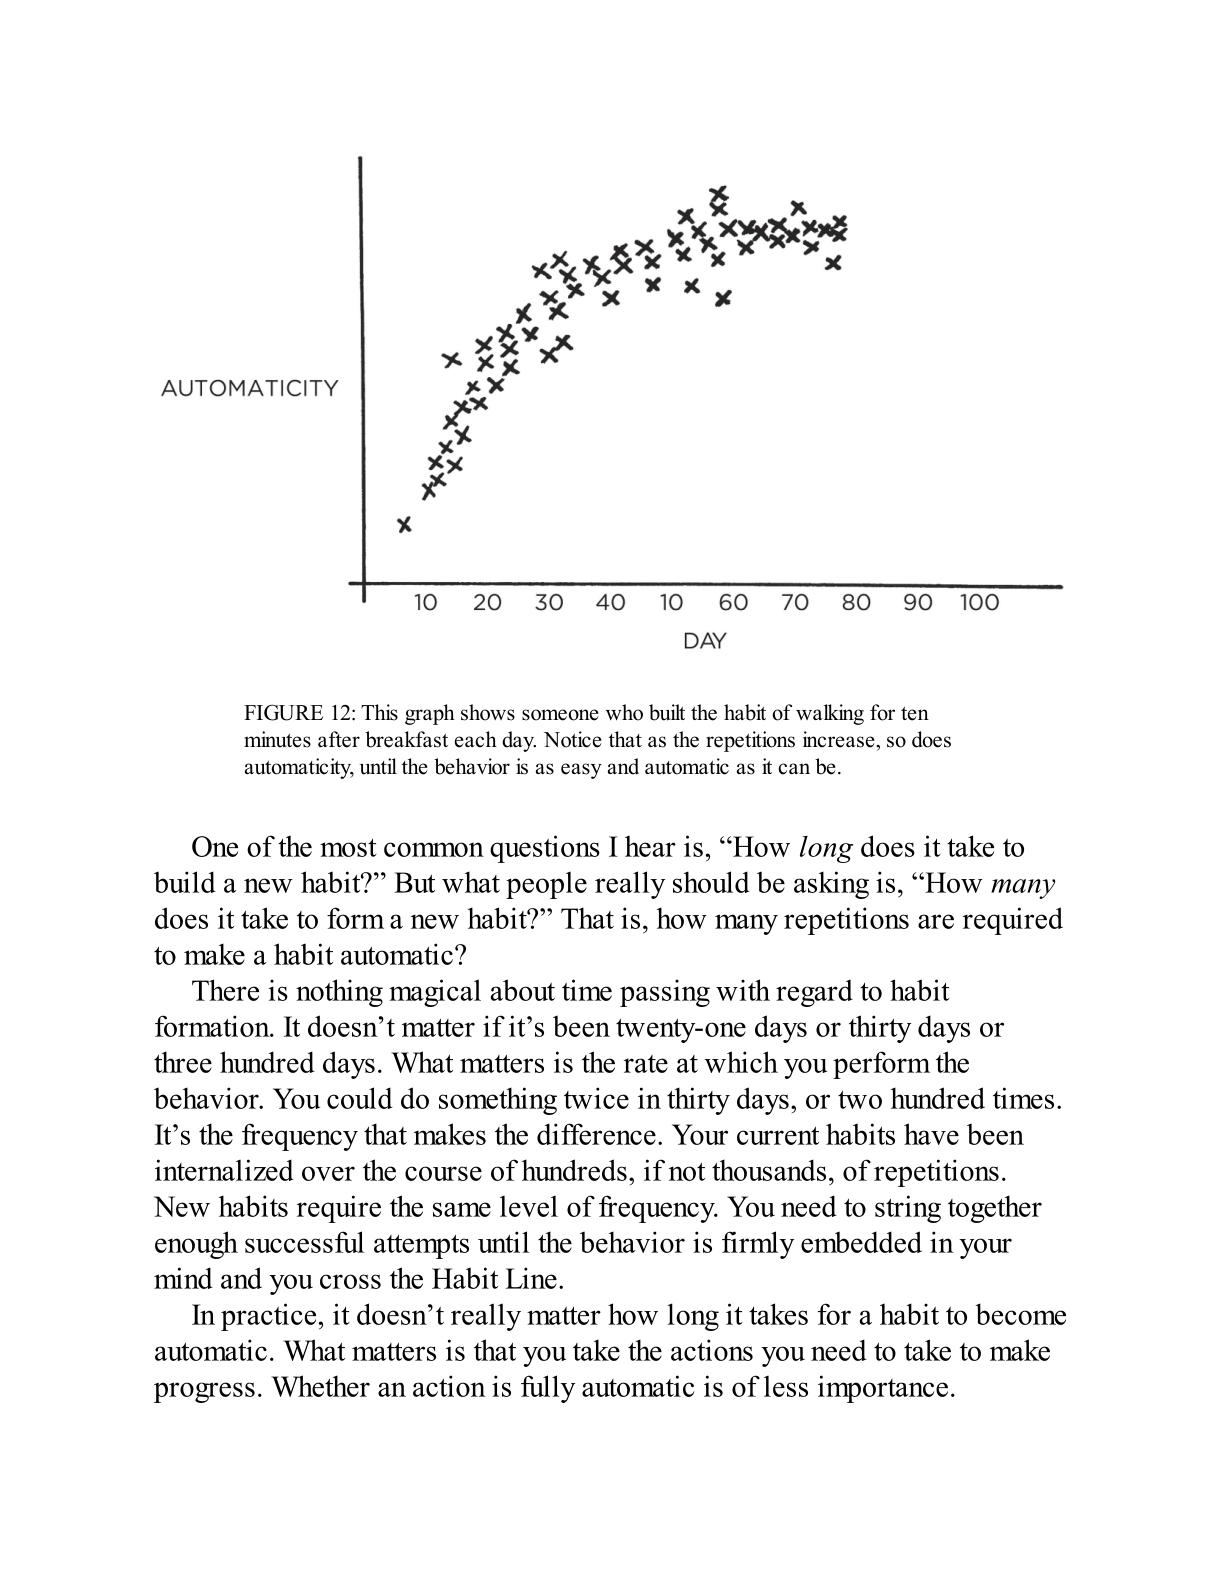 AUTOMATICITY
10 20 30 40 10 60 70 80 90 100
DAY
FIGURE 12: This graph shows someone who built the habit of walking for ten
minutes after breakfast each day. Notice that as the repetitions increase, so does
automaticity, until the behavior is as easy and automatic as it can be.
One of the most common questions I hear is, “How long does it take to
build a new habit?” But what people really should be asking is, “How many
does it take to form a new habit?” That is, how many repetitions are required
to make a habit automatic?
There is nothing magical about time passing with regard to habit
formation. It doesn’t matter if it’s been twenty-one days or thirty days or
three hundred days. What matters is the rate at which you perform the
behavior. You could do something twice in thirty days, or two hundred times.
It’s the frequency that makes the difference. Your current habits have been
internalized over the course of hundreds, if not thousands, of repetitions.
New habits require the same level of frequency. You need to string together
enough successful attempts until the behavior is firmly embedded in your
mind and you cross the Habit Line.
In practice, it doesn’t really matter how long it takes for a habit to become
automatic. What matters is that you take the actions you need to take to make
progress. Whether an action is fully automatic is of less importance.